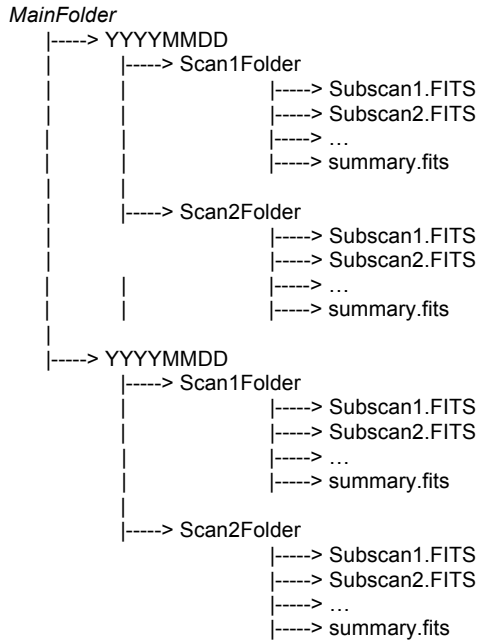 MainFolder
|-----> YYYYMMDD
| |-----> Scan1Folder
| | |-----> Subscan1.FITS
| | |-----> Subscan2.FITS
| | |-----> …
| | |-----> summary.fits
| |
| |-----> Scan2Folder
| |-----> Subscan1.FITS
| |-----> Subscan2.FITS
| | |-----> …
| | |-----> summary.fits
|
|-----> YYYYMMDD
|-----> Scan1Folder
| |-----> Subscan1.FITS
| |-----> Subscan2.FITS
| |-----> …
| |-----> summary.fits
|
|-----> Scan2Folder
|-----> Subscan1.FITS
|-----> Subscan2.FITS
|-----> …
|-----> summary.fits